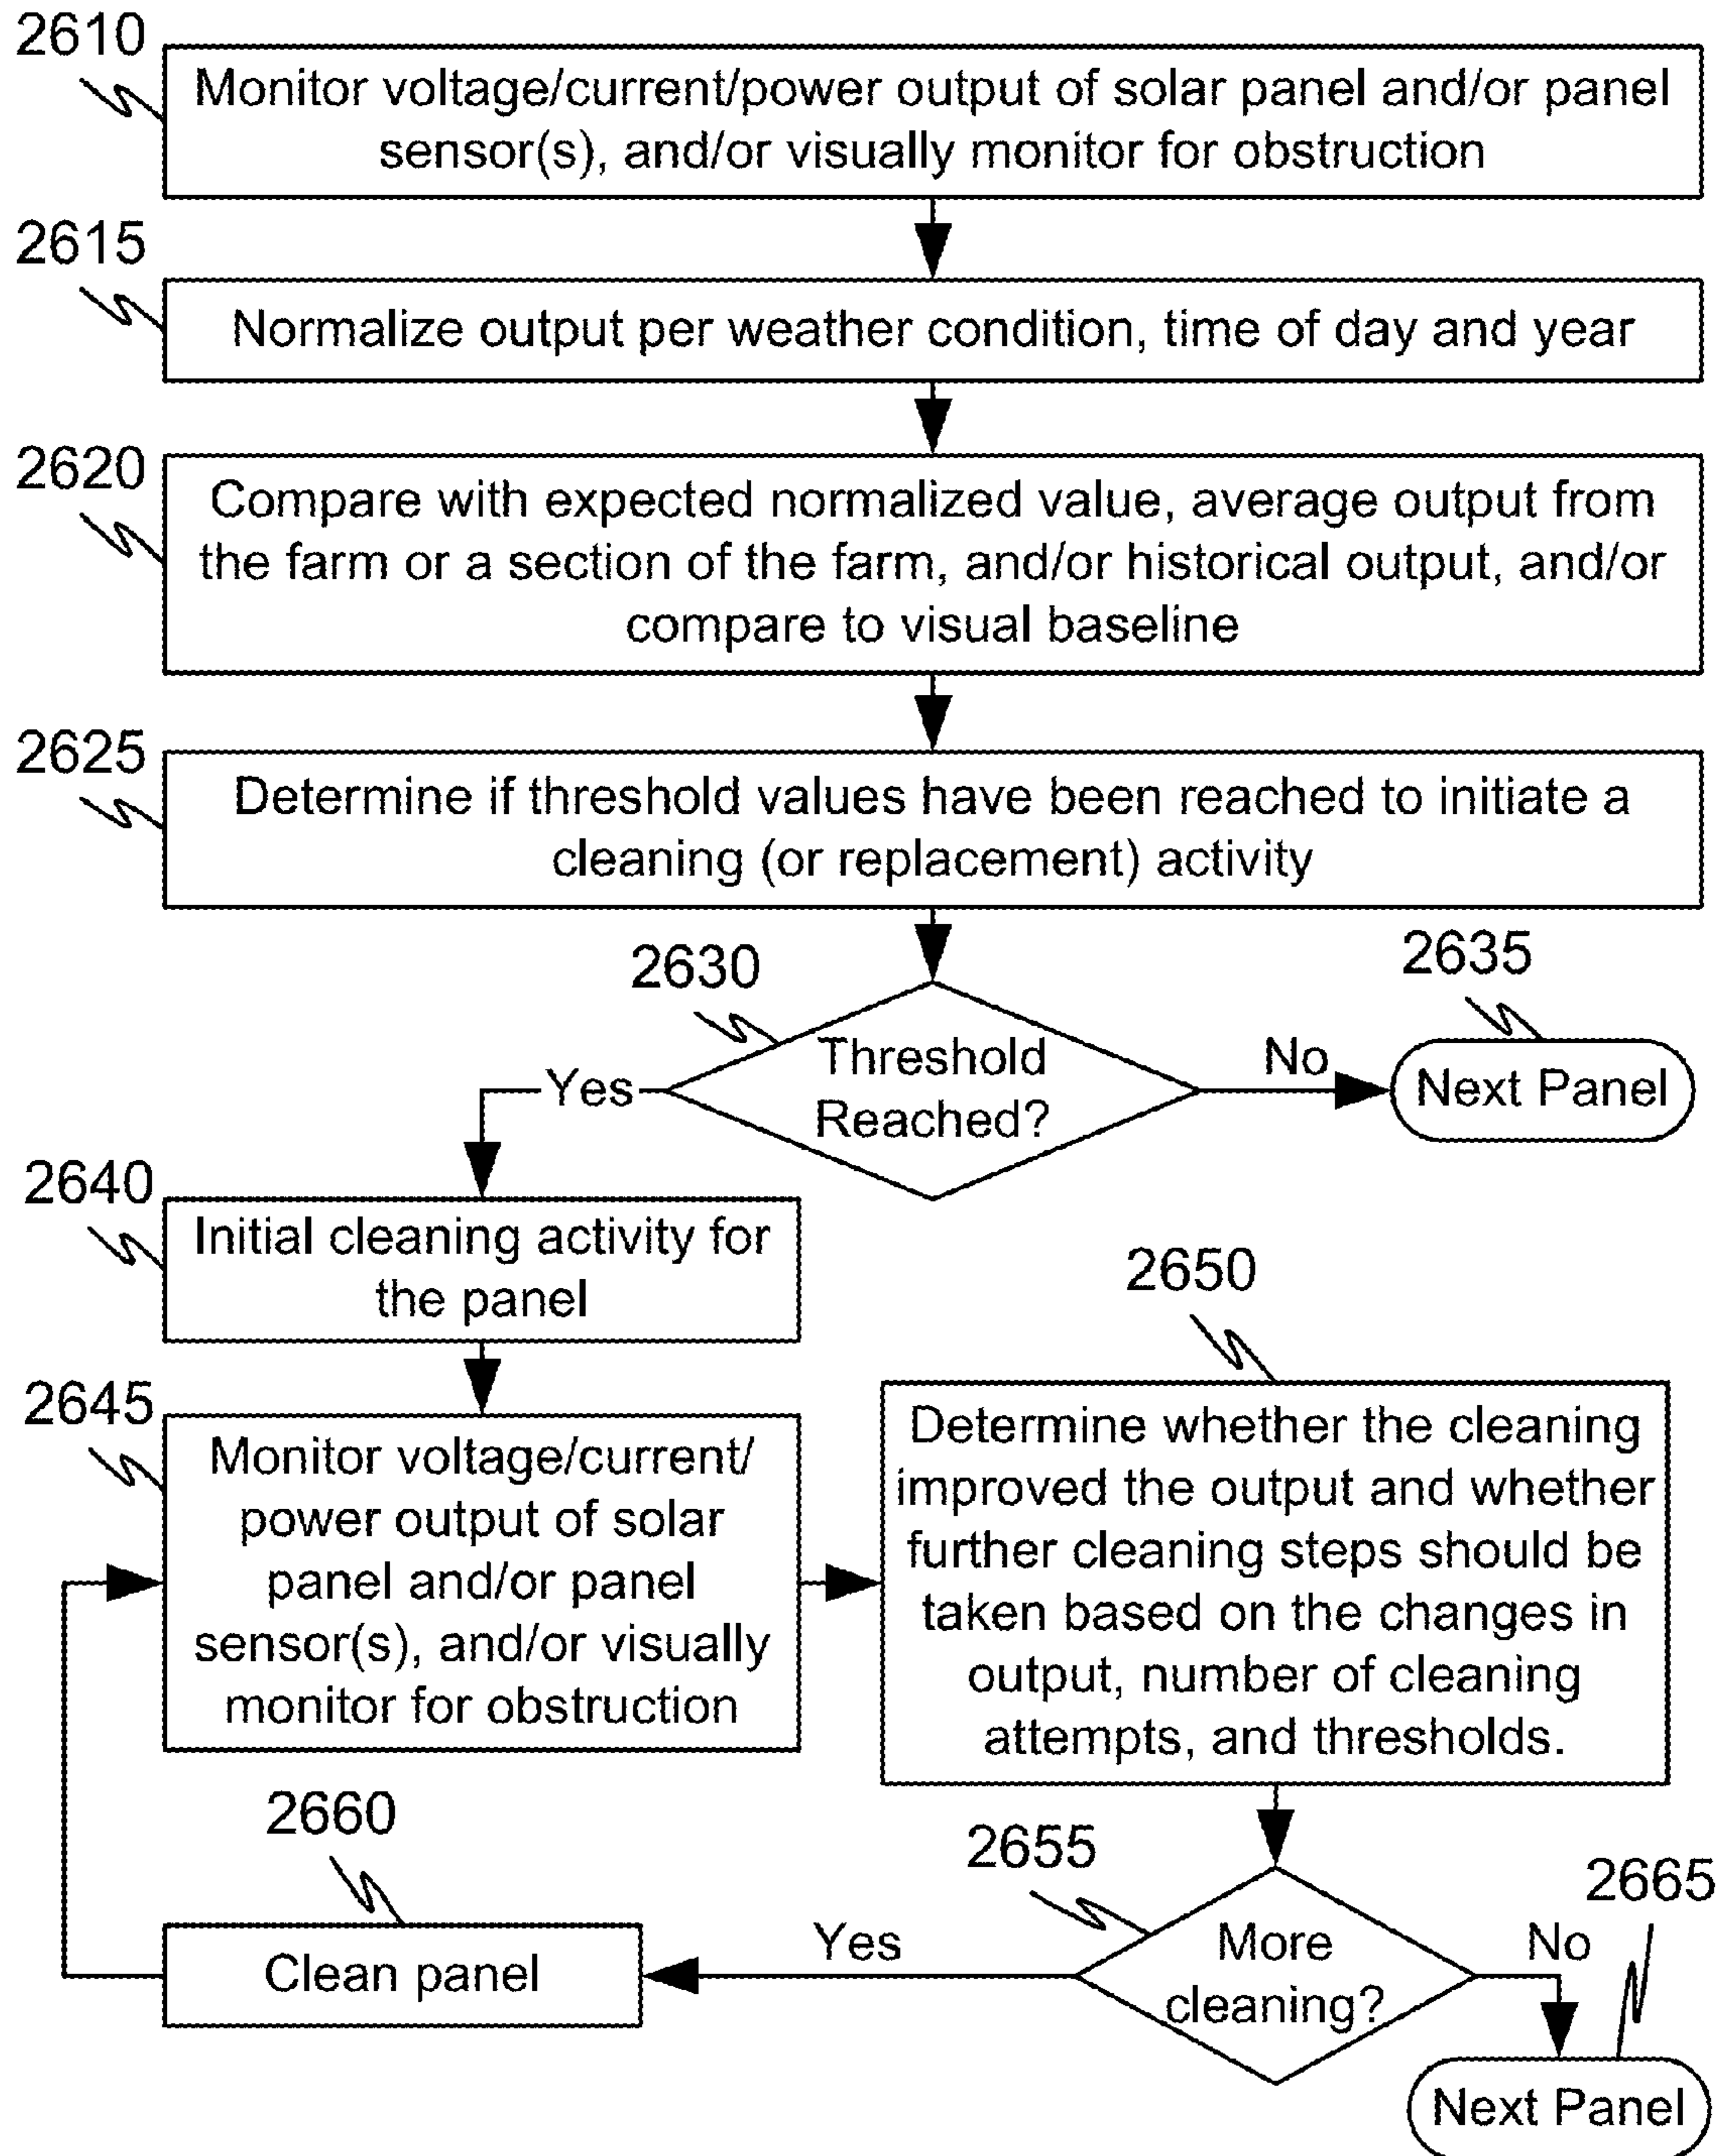 2610
Monitor voltage/current/power output of solar panel and/or panel
sensor(s), and/or visually monitor for obstruction
2615
Normalize output per weather condition, time of day and year
2620
Compare with expected normalized value, average output from
the farm or a section of the farm, and/or historical output, and/or
compare to visual baseline
2625
Determine if threshold values have been reached to initiate a
cleaning (or replacement) activity
2630
Threshold
Reached?
No
2635
Next Panel
Yes
2640
Initial cleaning activity for
the panel
2645
Monitor voltage/current/
power output of solar
panel and/or panel
sensor(s), and/or visually
monitor for obstruction
2650
Determine whether the cleaning
improved the output and whether
further cleaning steps should be
taken based on the changes in
output, number of cleaning
attempts, and thresholds.
2655
More
cleaning?
Yes
2660
Clean panel
No
2665
Next Panel